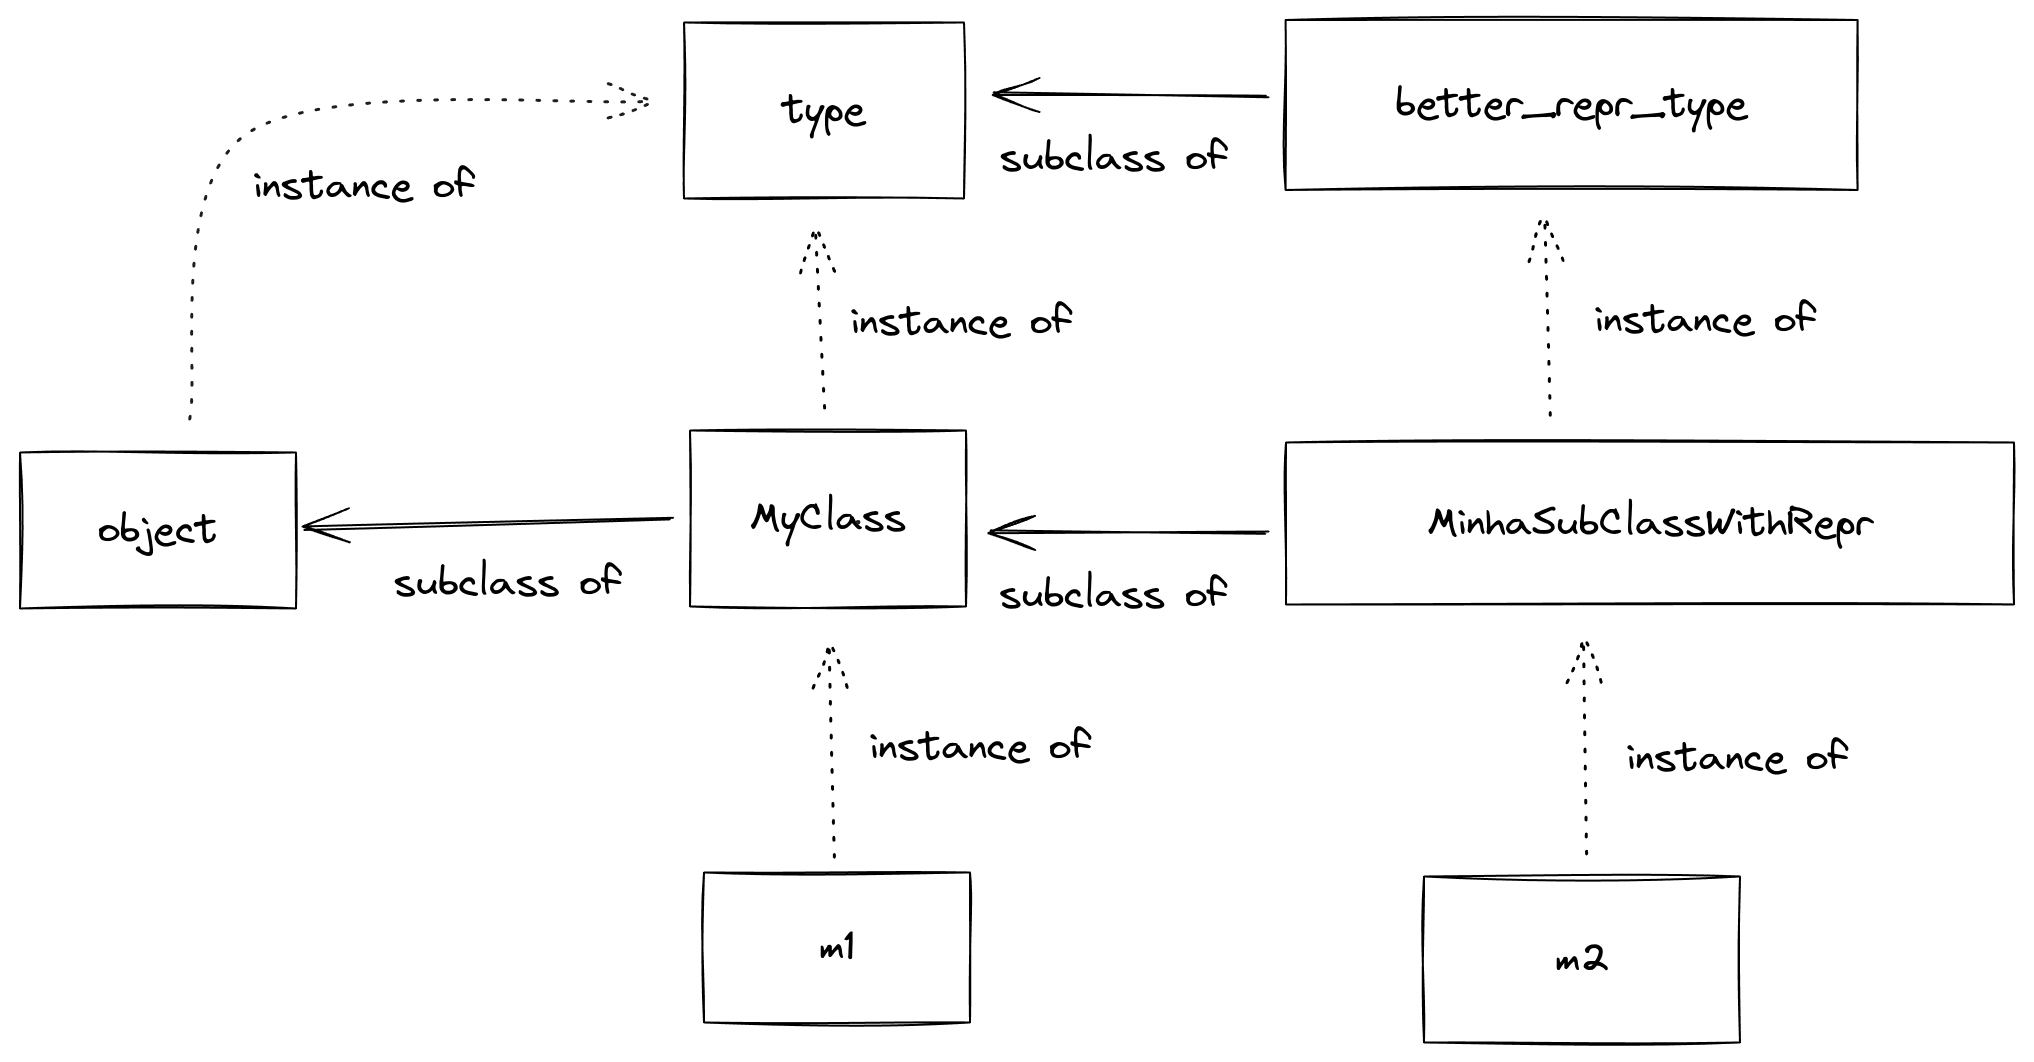 type
better_repr_type
subclass of
instance of
instance of
instance of
object
MyClass
MinhaSubClassWithRepr
subclass of
subclass of
instance of
instance of
m1
m2